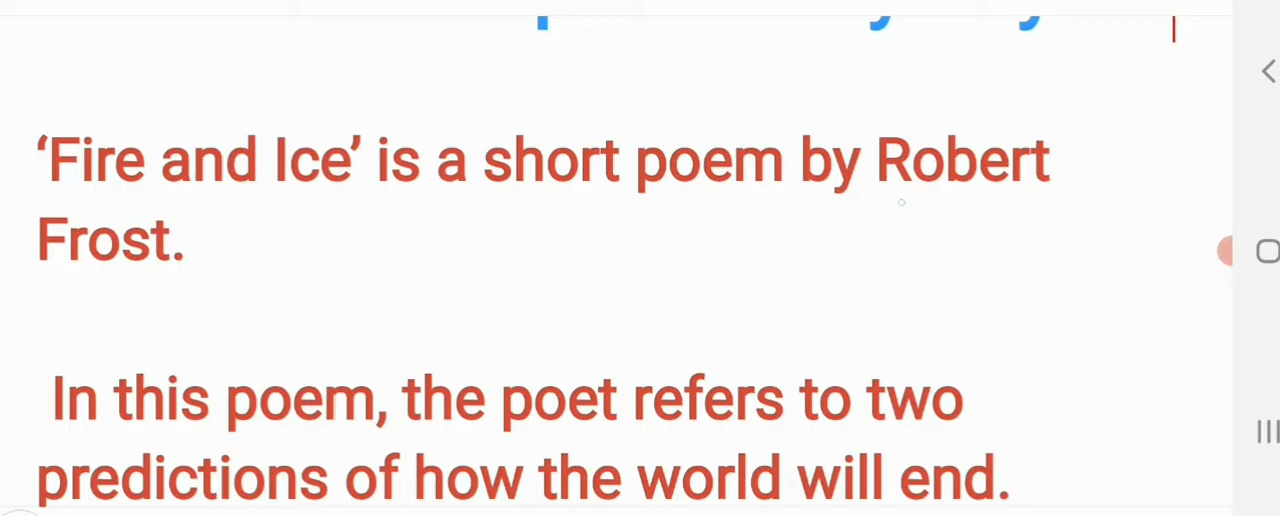 ‘Fire and Ice’ is a short poem by Robert
Frost.
In this poem, the poet refers to two
predictions of how the world will end.